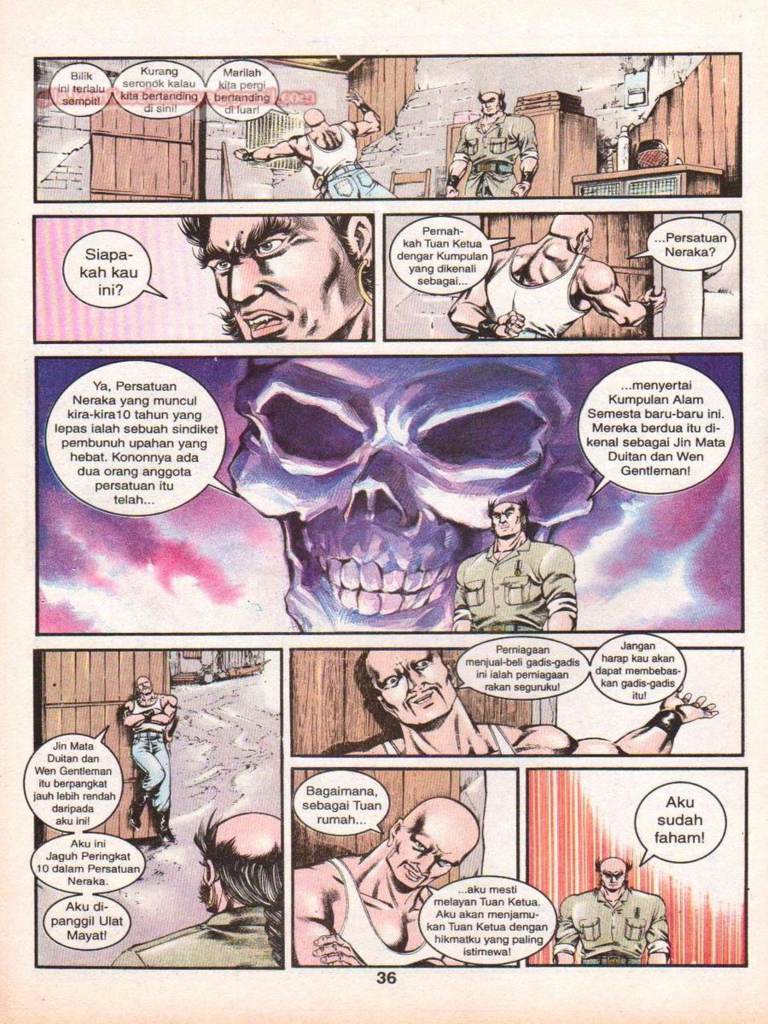 Bilik
ini terlalu
sempit!
Kurang
seronok kalau
kita bertanding
di sini!
Marilah
kita pergi
bertanding
di luar!
Siapa-
kah kau
ini?
Pernah-
kah Tuan Ketua
dengar Kumpulan
yang dikenali
sebagai...
...Persatuan
Neraka?
Ya, Persatuan
Neraka yang muncul
kira-kira10 tahun yang
lepas ialah sebuah sindiket
pembunuh upahan yang
hebat. Kononnya ada
dua orang anggota
persatuan itu
telah...
...menyertai
Kumpulan Alam
Semesta baru-baru ini.
Mereka berdua itu di-
kenal sebagai Jin Mata
Duitan dan Wen
Gentleman!
Jin Mata
Duitan dan
Wen Gentleman
itu berpangkat
jauh lebih rendah
daripada
aku ini!
Aku ini
Jaguh Peringkat
10 dalam Persatuan
Neraka.
Aku di-
panggil Ulat
Mayat!
Perniagaan
menjual-beli gadis-gadis
ini ialah perniagaan
rakan seguruku!
Jangan
harap kau akan
dapat membebas-
kan gadis-gadis
itu!
Bagaimana,
sebagai Tuan
rumah...
...aku mesti
melayan Tuan Ketua.
Aku akan menjamu-
kan Tuan Ketua dengan
hikmatku yang paling
istimewa!
Aku
sudah
faham!
36